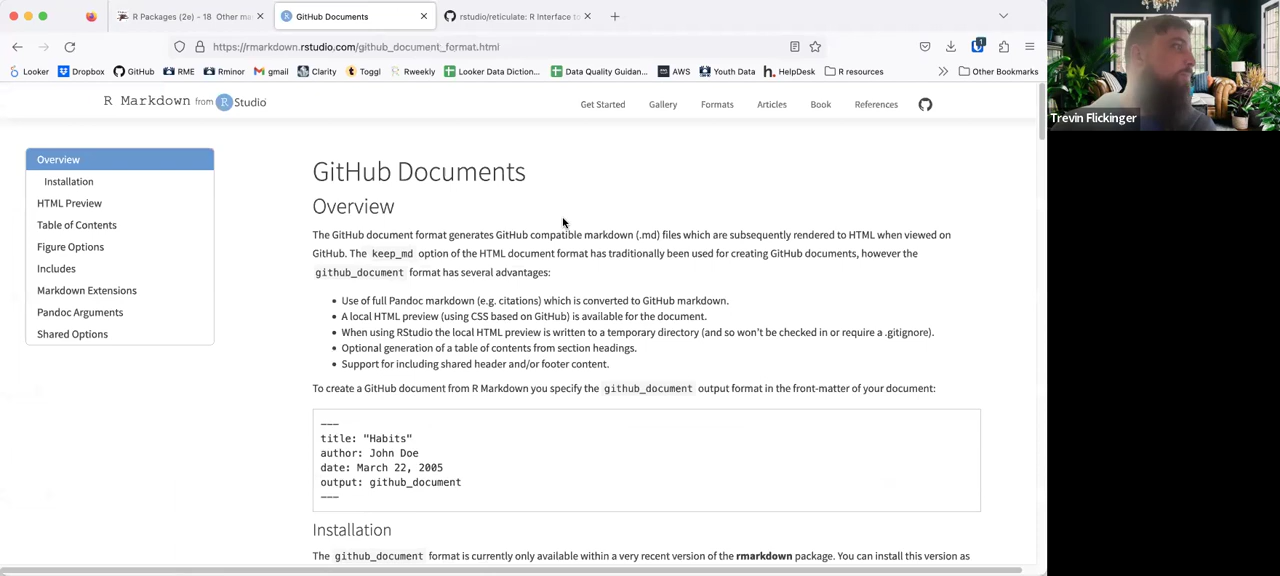 R Packages (2e) - 18 Other ma
GitHub Documents
rstudio/reticulate: R Interface to
https://rmarkdown.rstudio.com/github_document_format.html
Looker
Dropbox
GitHub
RME
Rminor
gmail
Clarity
Toggl
Rweekly
Looker Data Diction...
Data Quality Guidan...
AWS
Youth Data
HelpDesk
R resources
Other Bookmarks
R Markdown from R Studio
Get Started
Gallery
Formats
Articles
Book
References
Trevin Flickinger
Overview
Installation
HTML Preview
Table of Contents
Figure Options
Includes
Markdown Extensions
Pandoc Arguments
Shared Options
GitHub Documents
Overview
The GitHub document format generates GitHub compatible markdown (.md) files which are subsequently rendered to HTML when viewed on
GitHub. The keep_md option of the HTML document format has traditionally been used for creating GitHub documents, however the
github_document format has several advantages:
• Use of full Pandoc markdown (e.g. citations) which is converted to GitHub markdown.
• A local HTML preview (using CSS based on GitHub) is available for the document.
• When using RStudio the local HTML preview is written to a temporary directory (and so won't be checked in or require a .gitignore).
• Optional generation of a table of contents from section headings.
• Support for including shared header and/or footer content.
To create a GitHub document from R Markdown you specify the github_document output format in the front-matter of your document:
---
title: "Habits"
author: John Doe
date: March 22, 2005
output: github_document
---
Installation
The github_document format is currently only available within a very recent version of the rmarkdown package. You can install this version as